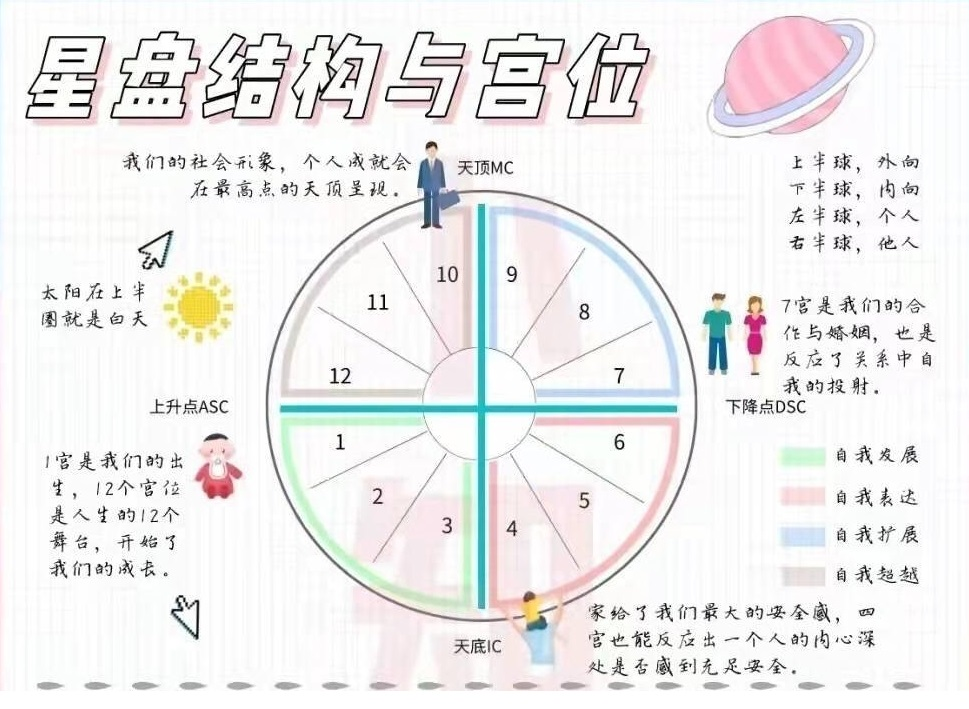 星盘结构与宫位
我们的社会形象，个人成就会
在最高点的天顶呈现。
天顶MC
上半球，外向
下半球，内向
左半球，个人
右半球，他人
太阳在上半
圈就是白天
10
9
11
8
12
7
7宫是我们的合
作与婚姻，也是
反应了关系中自
我的投射。
上升点ASC
下降点DSC
1
6
2
5
3
4
1宫是我们的出
生，12个宫位
是人生的12个
舞台，开始了
我们的成长。
自我发展
自我表达
自我扩展
自我超越
天底IC
家给了我们最大的安全感，四
宫也能反应出一个人的内心深
处是否感到充足安全。